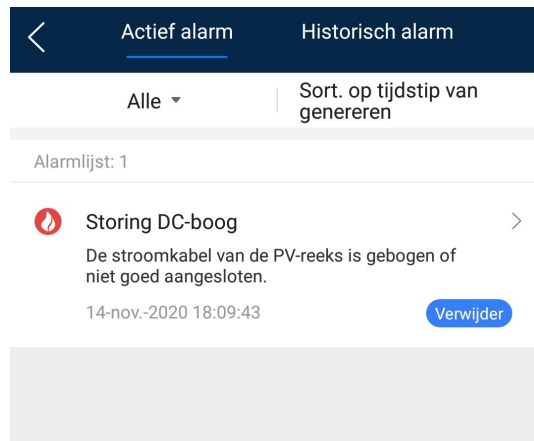 Actief alarm Historisch alarm
Alle Sort. op tijdstip van
genereren
Alarmlijst: 1
Storing DC-boog
De stroomkabel van de PV-reeks is gebogen of
niet goed aangesloten.
14-nov.-2020 18:09:43 Verwijder